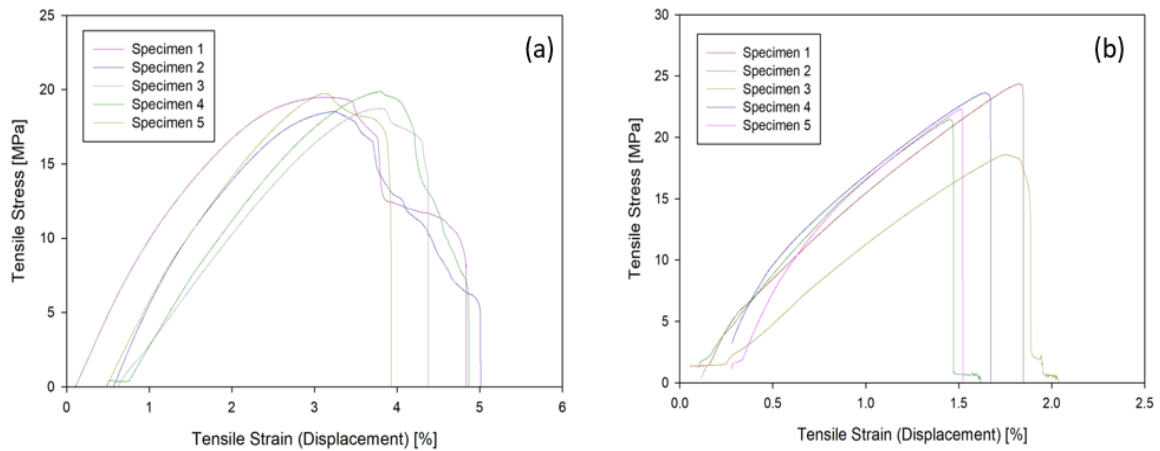 (a)
Specimen 1
Specimen 2
Specimen 3
Specimen 4
Specimen 5
25
20
15
10
5
0
Tensile Stress [MPa]
0 1 2 3 4 5 6
Tensile Strain (Displacement) [%]
(b)
Specimen 1
Specimen 2
Specimen 3
Specimen 4
Specimen 5
30
25
20
15
10
5
0
Tensile Stress [MPa]
0.0 0.5 1.0 1.5 2.0 2.5
Tensile Strain (Displacement) [%]